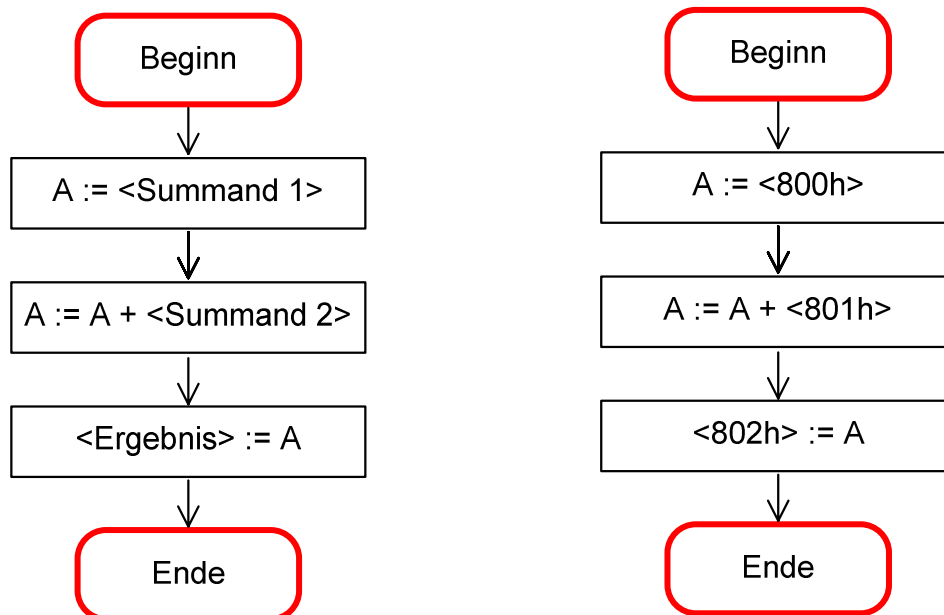 Beginn
A := <Summand 1>
A := A + <Summand 2>
<Ergebnis> := A
Ende
Beginn
A := <800h>
A := A + <801h>
<802h> := A
Ende